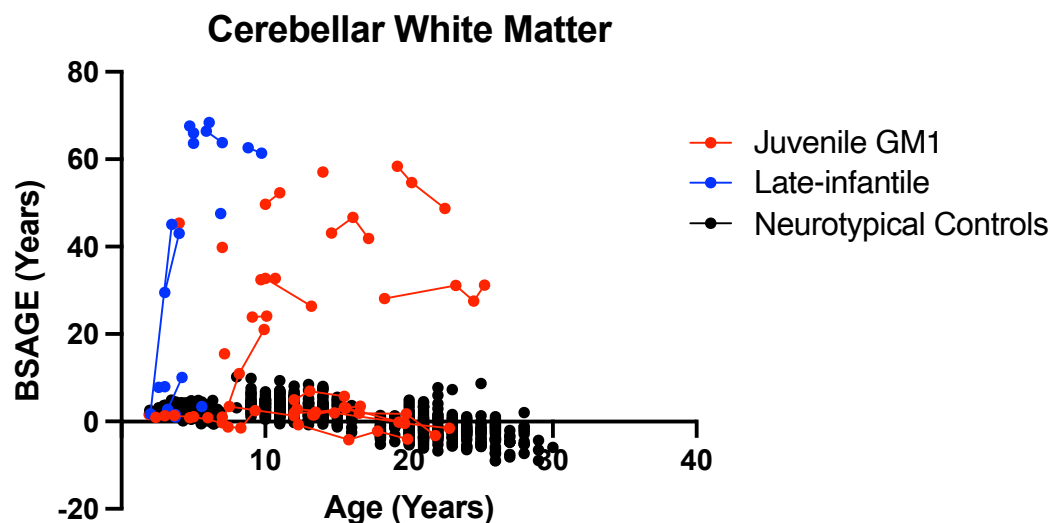 Cerebellar White Matter
80
60
40
20
0
-20
BSAGE (Years)
10
20
30
40
Age (Years)
Juvenile GM1
Late-infantile
Neurotypical Controls